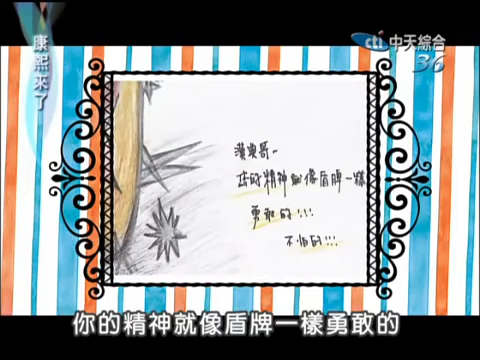 康熙來了
cti 中天綜合
36
漢典哥~
你的精神就像盾牌一樣
勇敢的!!!
不怕的!!!
你的精神就像盾牌一樣勇敢的